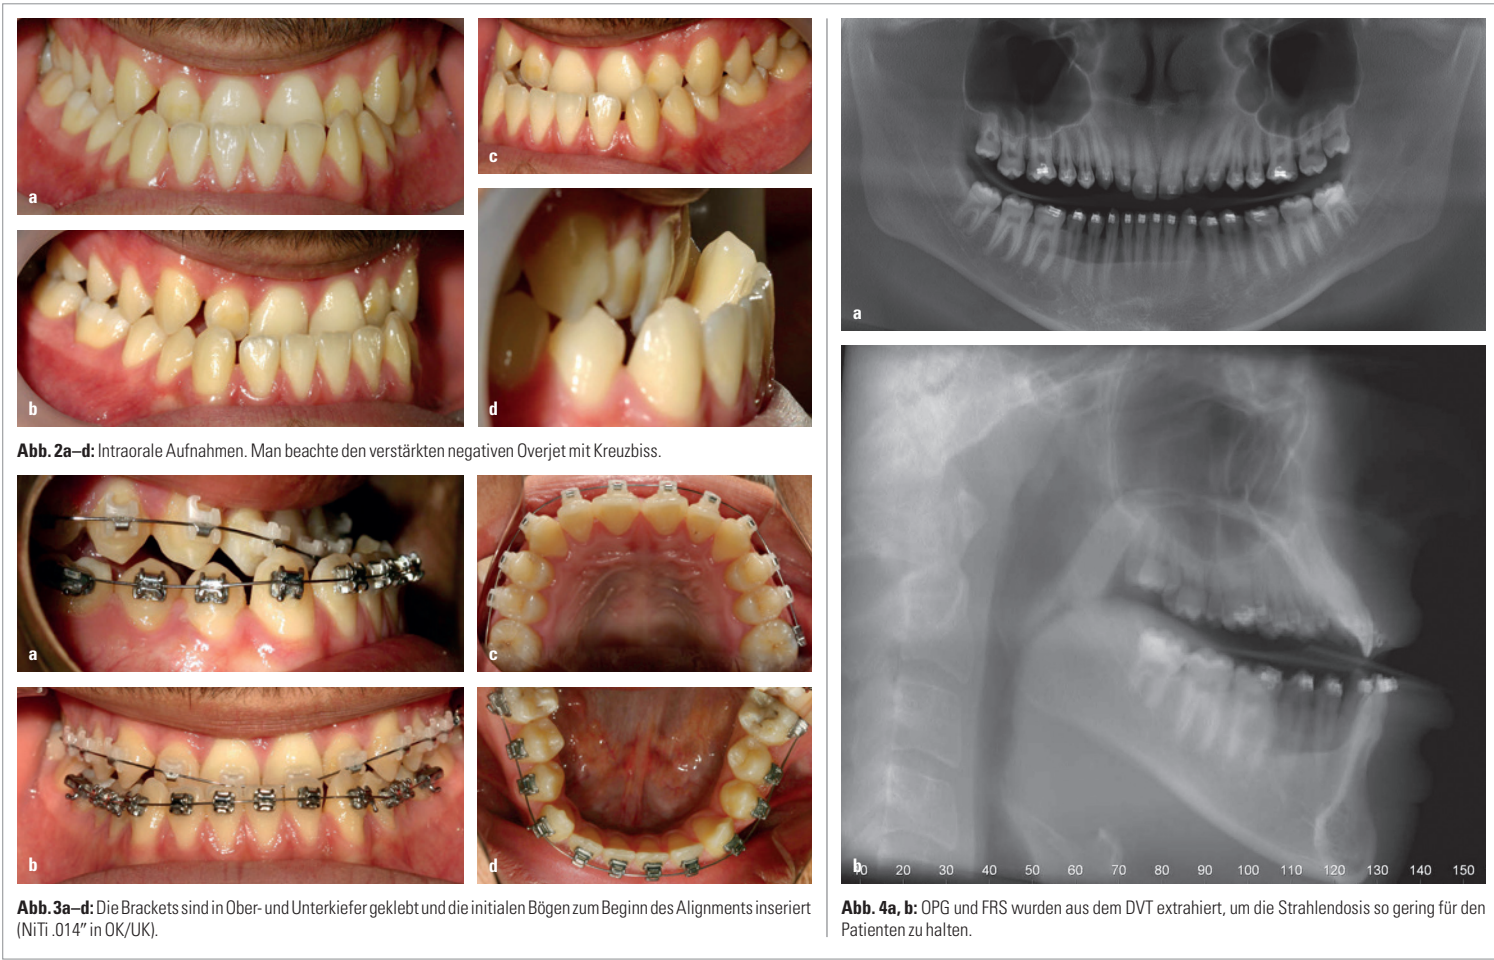 a
c
b
d
Abb. 2a–d: Intraorale Aufnahmen. Man beachte den verstärkten negativen Overjet mit Kreuzbiss.
a
c
b
d
Abb. 3a–d: Die Brackets sind in Ober- und Unterkiefer geklebt und die initialen Bögen zum Beginn des Alignments inseriert
(NiTi .014″ in OK/UK).
a
b
10 20 30 40 50 60 70 80 90 100 110 120 130 140 150
Abb. 4a, b: OPG und FRS wurden aus dem DVT extrahiert, um die Strahlendosis so gering für den
Patienten zu halten.